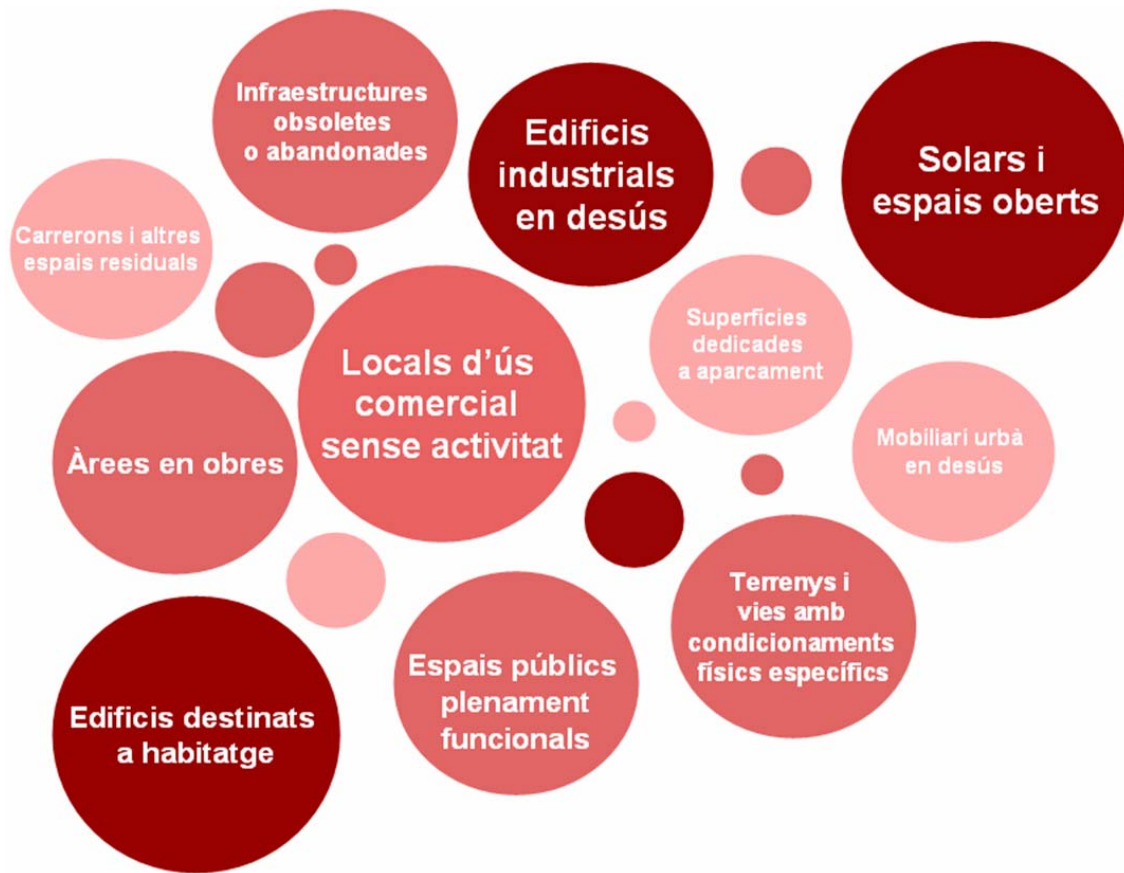 Infraestructures
obsoletes
o abandonades
Edificis
industrials
en desús
Solars i
espais oberts
Carrerons i altres
espais residuals
Locals d’ús
comercial
sense activitat
Superfícies
dedicades
a aparcament
Àrees en obres
Mobiliari urbà
en desús
Terrenys i
vies amb
condicionaments
físics específics
Espais públics
plenament
funcionals
Edificis destinats
a habitatge